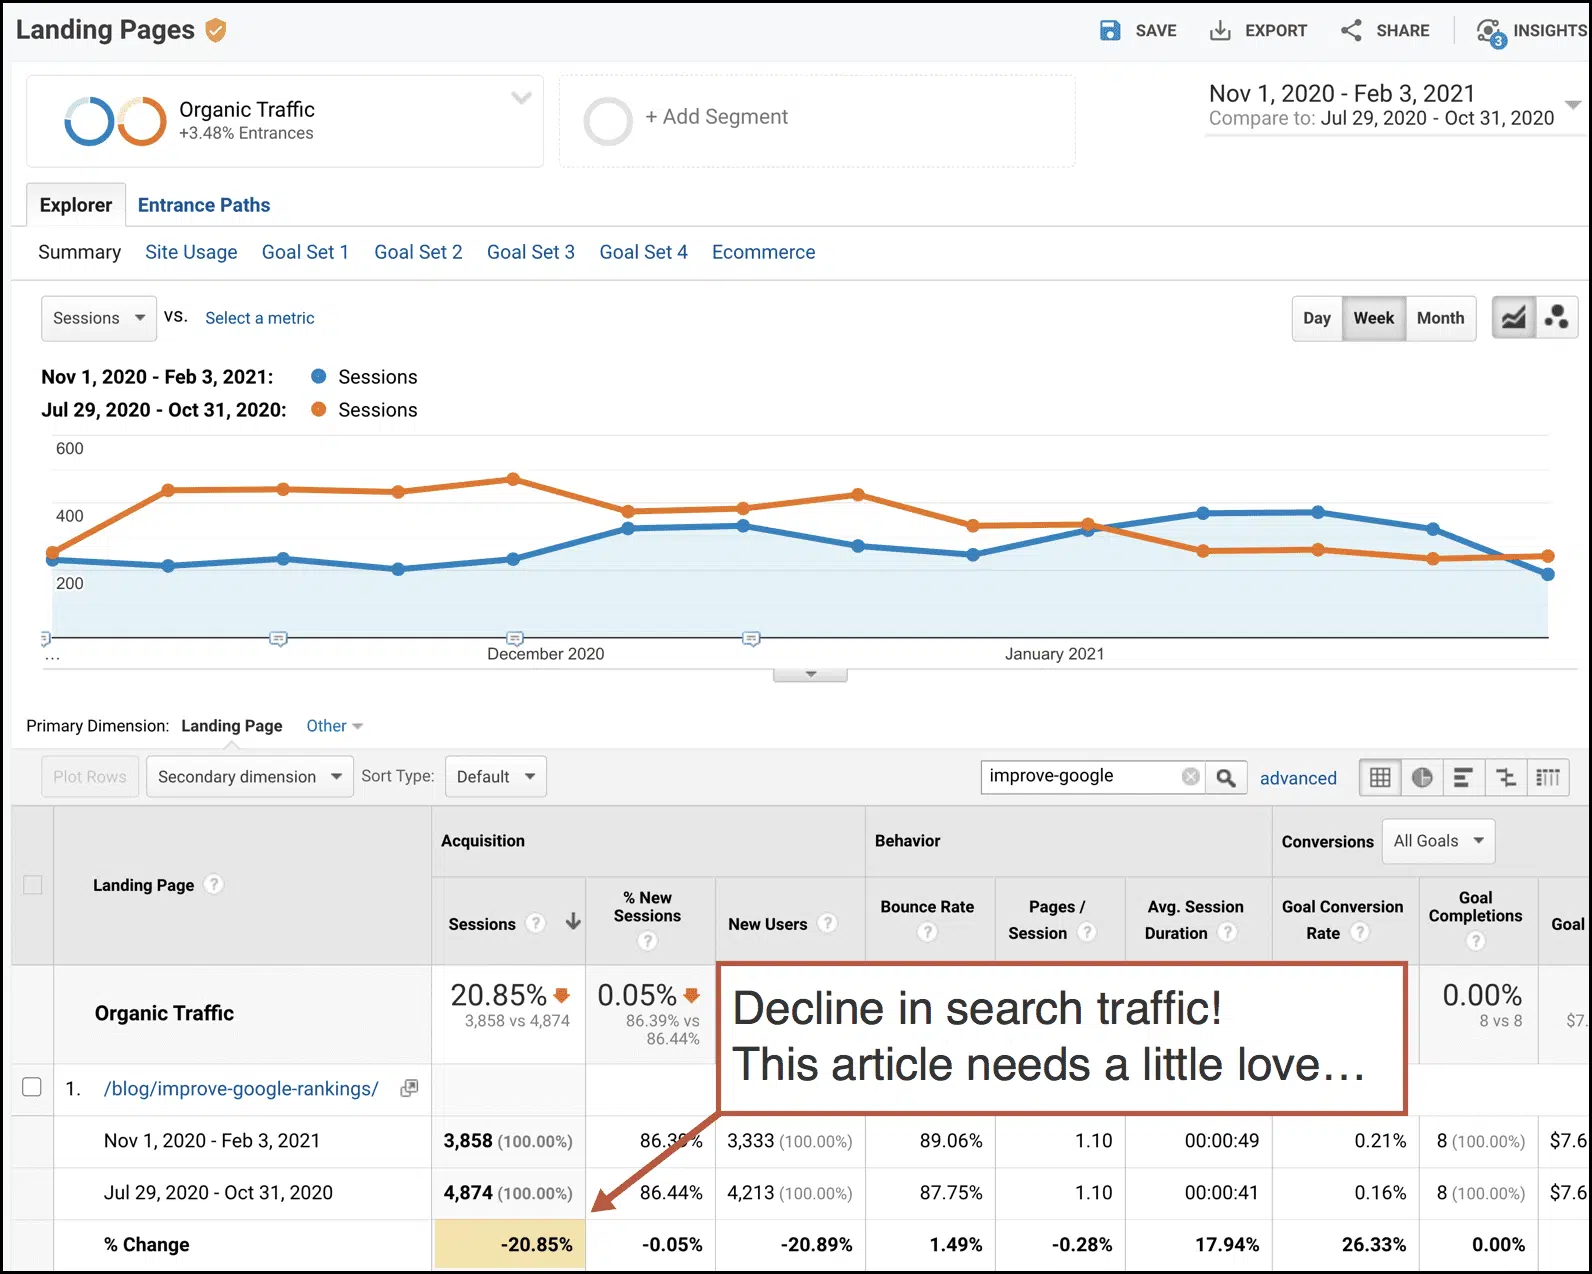 Landing Pages
SAVE EXPORT SHARE 3 INSIGHTS
Organic Traffic
+3.48% Entrances
+ Add Segment
Nov 1, 2020 - Feb 3, 2021
Compare to: Jul 29, 2020 - Oct 31, 2020
Explorer Entrance Paths
Summary Site Usage Goal Set 1 Goal Set 2 Goal Set 3 Goal Set 4 Ecommerce
Sessions VS. Select a metric
Day Week Month
Nov 1, 2020 - Feb 3, 2021: Sessions
Jul 29, 2020 - Oct 31, 2020: Sessions
600
400
200
... December 2020 January 2021
Primary Dimension: Landing Page Other
Plot Rows Secondary dimension Sort Type: Default improve-google advanced
Acquisition Behavior Conversions All Goals
Landing Page ?
Sessions ? % New Sessions ? New Users ? Bounce Rate ? Pages / Session ? Avg. Session Duration ? Goal Conversion Rate ? Goal Completions ? Goal
Organic Traffic
20.85% 0.05% 0.00%
3,858 vs 4,874 86.39% vs 86.44% 8 vs 8 $7.
Decline in search traffic!
This article needs a little love...
1. /blog/improve-google-rankings/
Nov 1, 2020 - Feb 3, 2021 3,858 (100.00%) 86.39% 3,333 (100.00%) 89.06% 1.10 00:00:49 0.21% 8 (100.00%) $7.6
Jul 29, 2020 - Oct 31, 2020 4,874 (100.00%) 86.44% 4,213 (100.00%) 87.75% 1.10 00:00:41 0.16% 8 (100.00%) $7.6
% Change -20.85% -0.05% -20.89% 1.49% -0.28% 17.94% 26.33% 0.00%